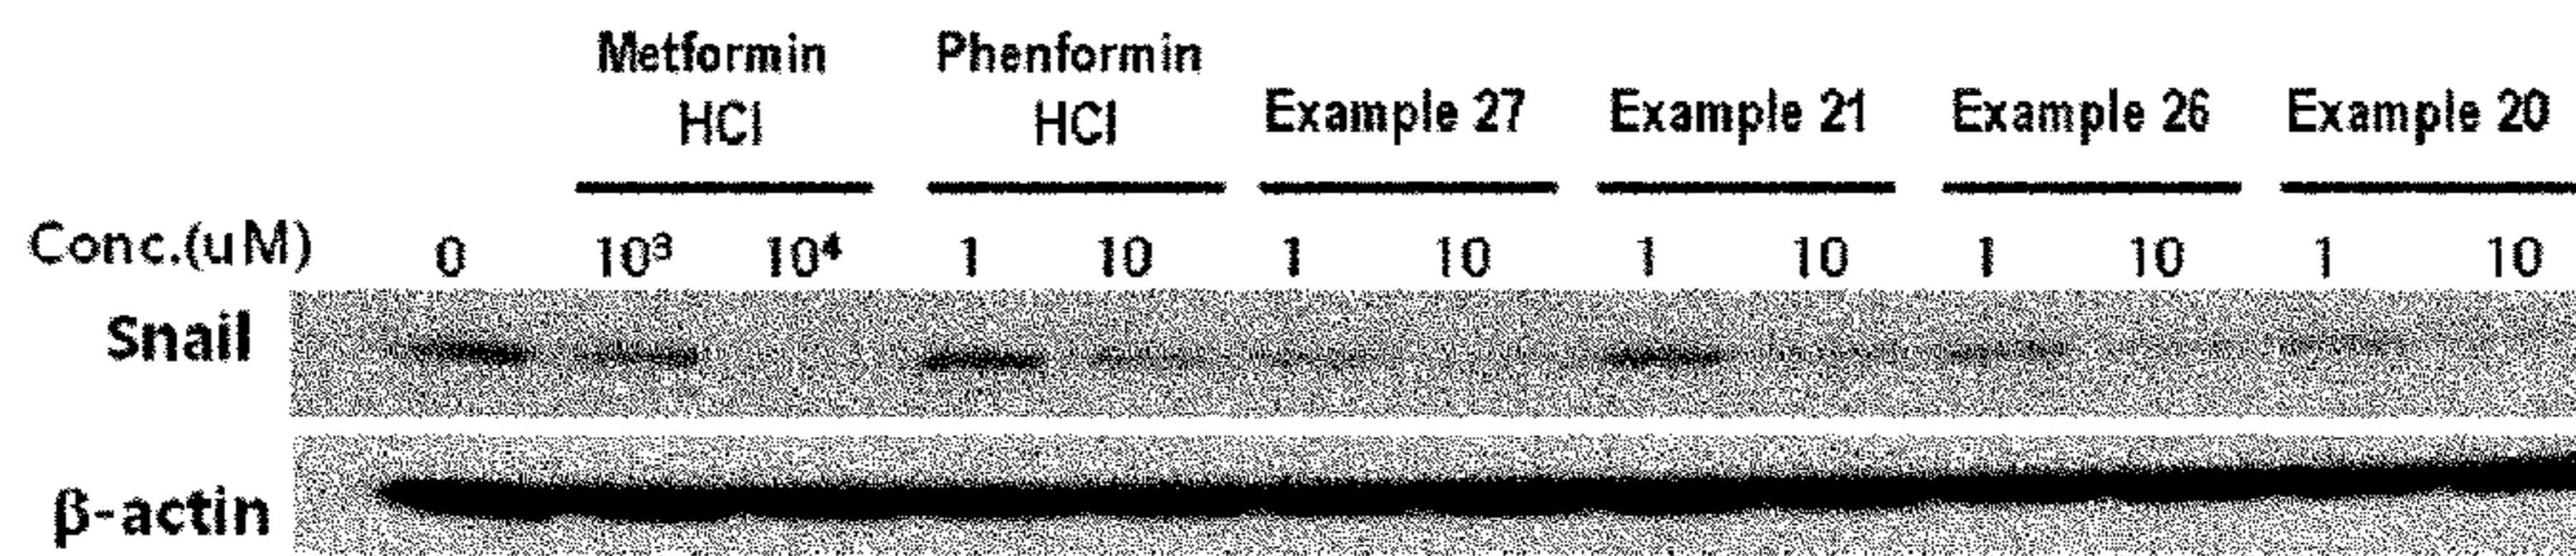 Metformin HCl Phenformin HCl Example 27 Example 21 Example 26 Example 20
Conc.(uM) 0 10³ 10⁴ 1 10 1 10 1 10 1 10 1 10
Snail
β-actin